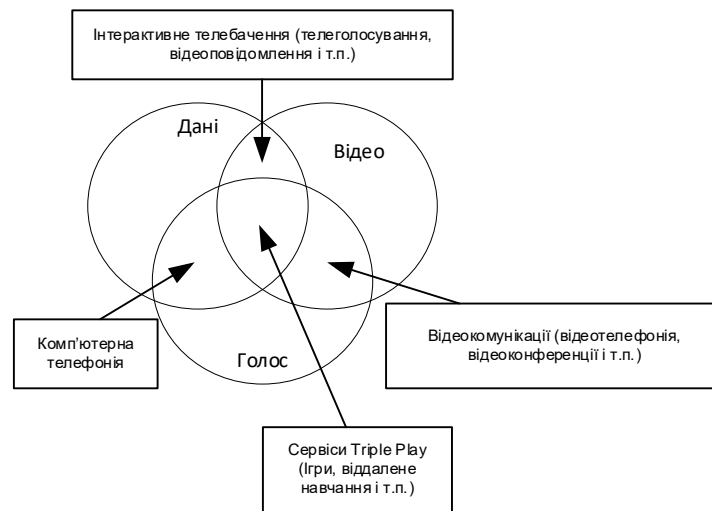 Інтерактивне телебачення (телеголосування,
відеоповідомлення і т.п.)
Дані
Відео
Комп'ютерна
телефонія
Голос
Відеокомунікації (відеотелефонія,
відеоконференції і т.п.)
Сервіси Triple Play
(Ігри, віддалене
навчання і т.п.)